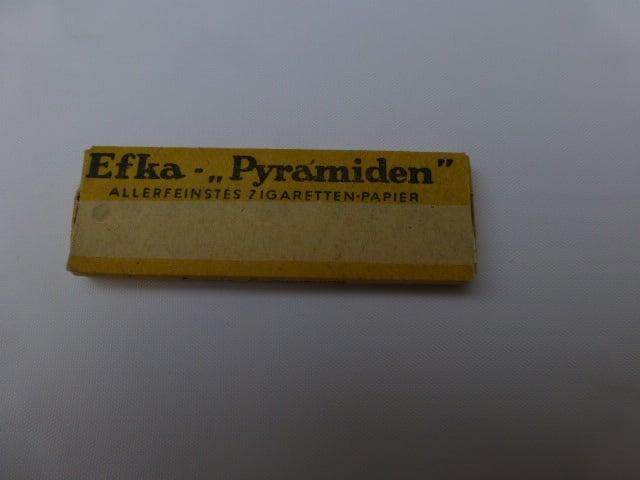 Efka - „Pyramiden”
ALLERFEINSTES ZIGARETTEN-PAPIER